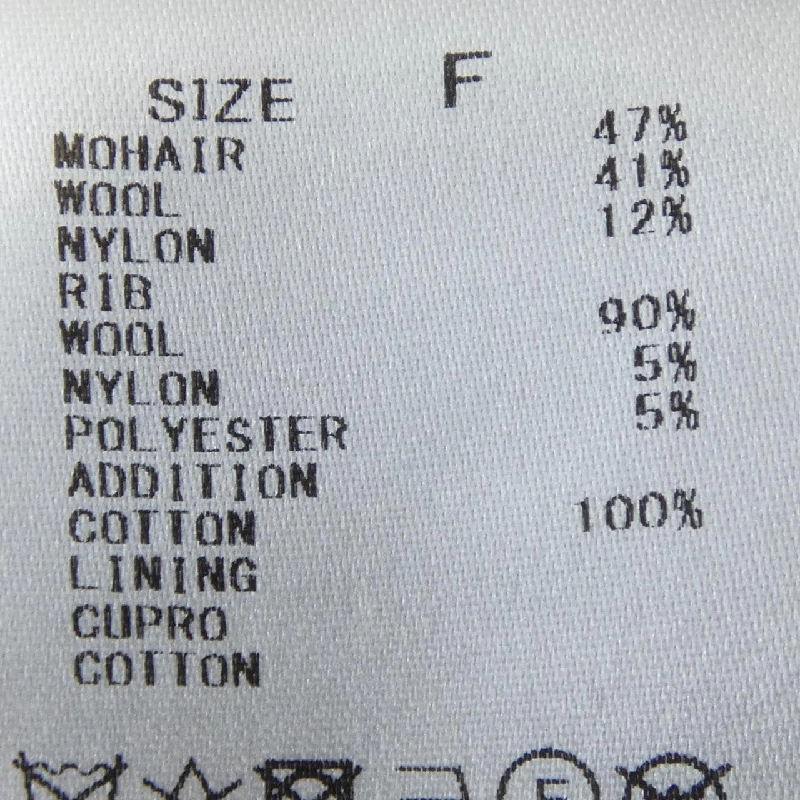 SIZE F
MOHAIR 47%
WOOL 41%
NYLON 12%
RIB
WOOL 90%
NYLON 5%
POLYESTER 5%
ADDITION
COTTON 100%
LINING
CUPRO
COTTON
F